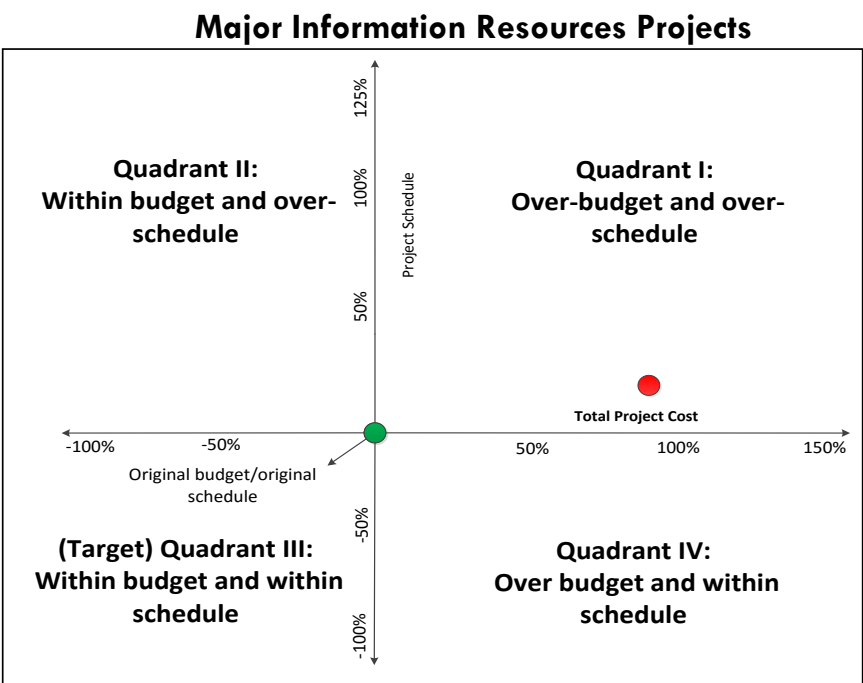 Major Information Resources Projects
125%
Quadrant II:
Within budget and over-
schedule
100%
Project Schedule
Quadrant I:
Over-budget and over-
schedule
50%
Total Project Cost
-100%
-50%
50%
100%
150%
Original budget/original
schedule
-50%
(Target) Quadrant III:
Within budget and within
schedule
Quadrant IV:
Over budget and within
schedule
-100%